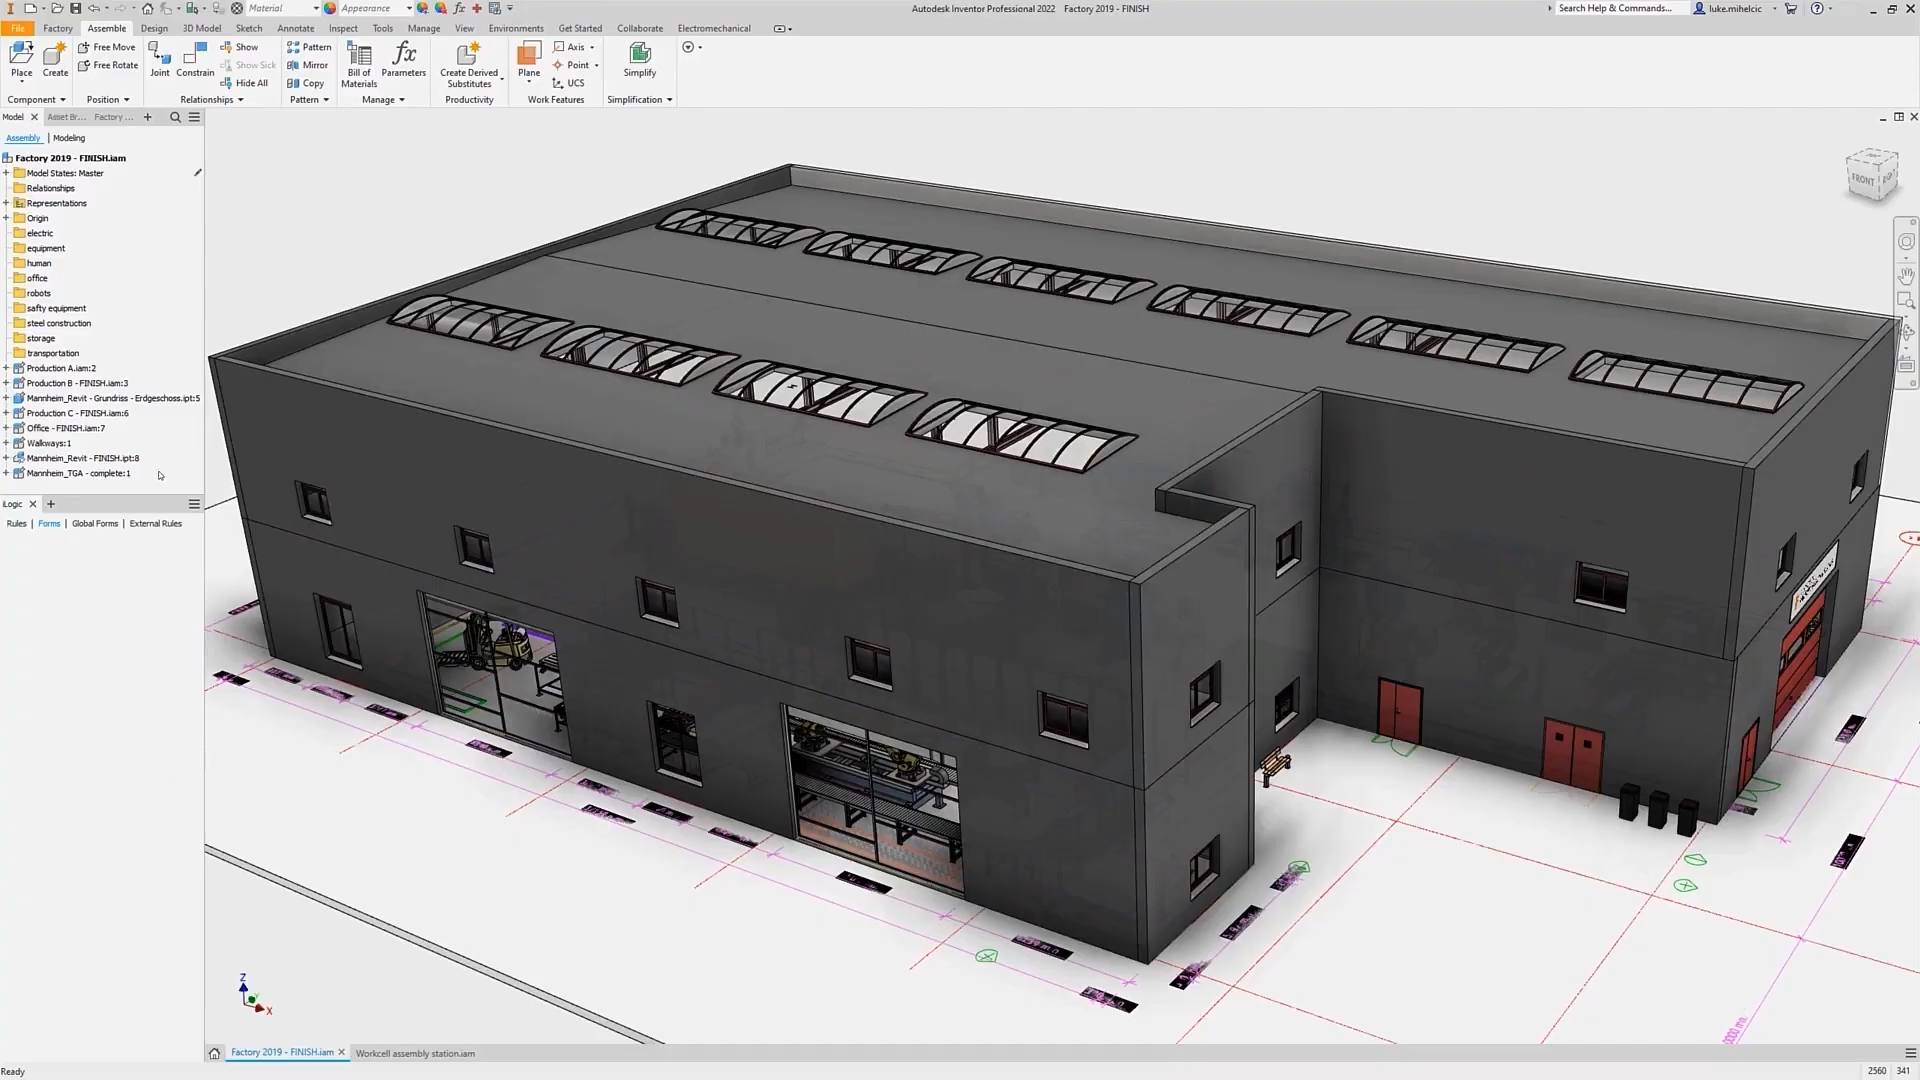 Material
Appearance
fx
Autodesk Inventor Professional 2022 Factory 2019 - FINISH
Search Help & Commands...
luke.mihelcic
File Factory Assemble Design 3D Model Sketch Annotate Inspect Tools Manage View Environments Get Started Collaborate Electromechanical
Place
Create
Free Move
Free Rotate
Joint
Constrain
Show
Show Sick
Hide All
Pattern
Mirror
Copy
Bill of
Materials
fx
Parameters
Create Derived
Substitutes
Plane
Axis
Point
UCS
Simplify
Component
Position
Relationships
Pattern
Manage
Productivity
Work Features
Simplification
Model Asset Br... Factory ...
Assembly | Modeling
Factory 2019 - FINISH.iam
Model States: Master
Relationships
Representations
Origin
electric
equipment
human
office
robots
safty equipment
steel construction
storage
transportation
Production A.iam:2
Production B - FINISH.iam:3
Mannheim_Revit - Grundriss - Erdgeschoss.ipt:5
Production C - FINISH.iam:6
Office - FINISH.iam:7
Walkways:1
Mannheim_Revit - FINISH.ipt:8
Mannheim_TGA - complete:1
iLogic
Rules | Forms | Global Forms | External Rules
FRONT
Z
X
Factory 2019 - FINISH.iam
Workcell assembly station.iam
Ready
2560 341